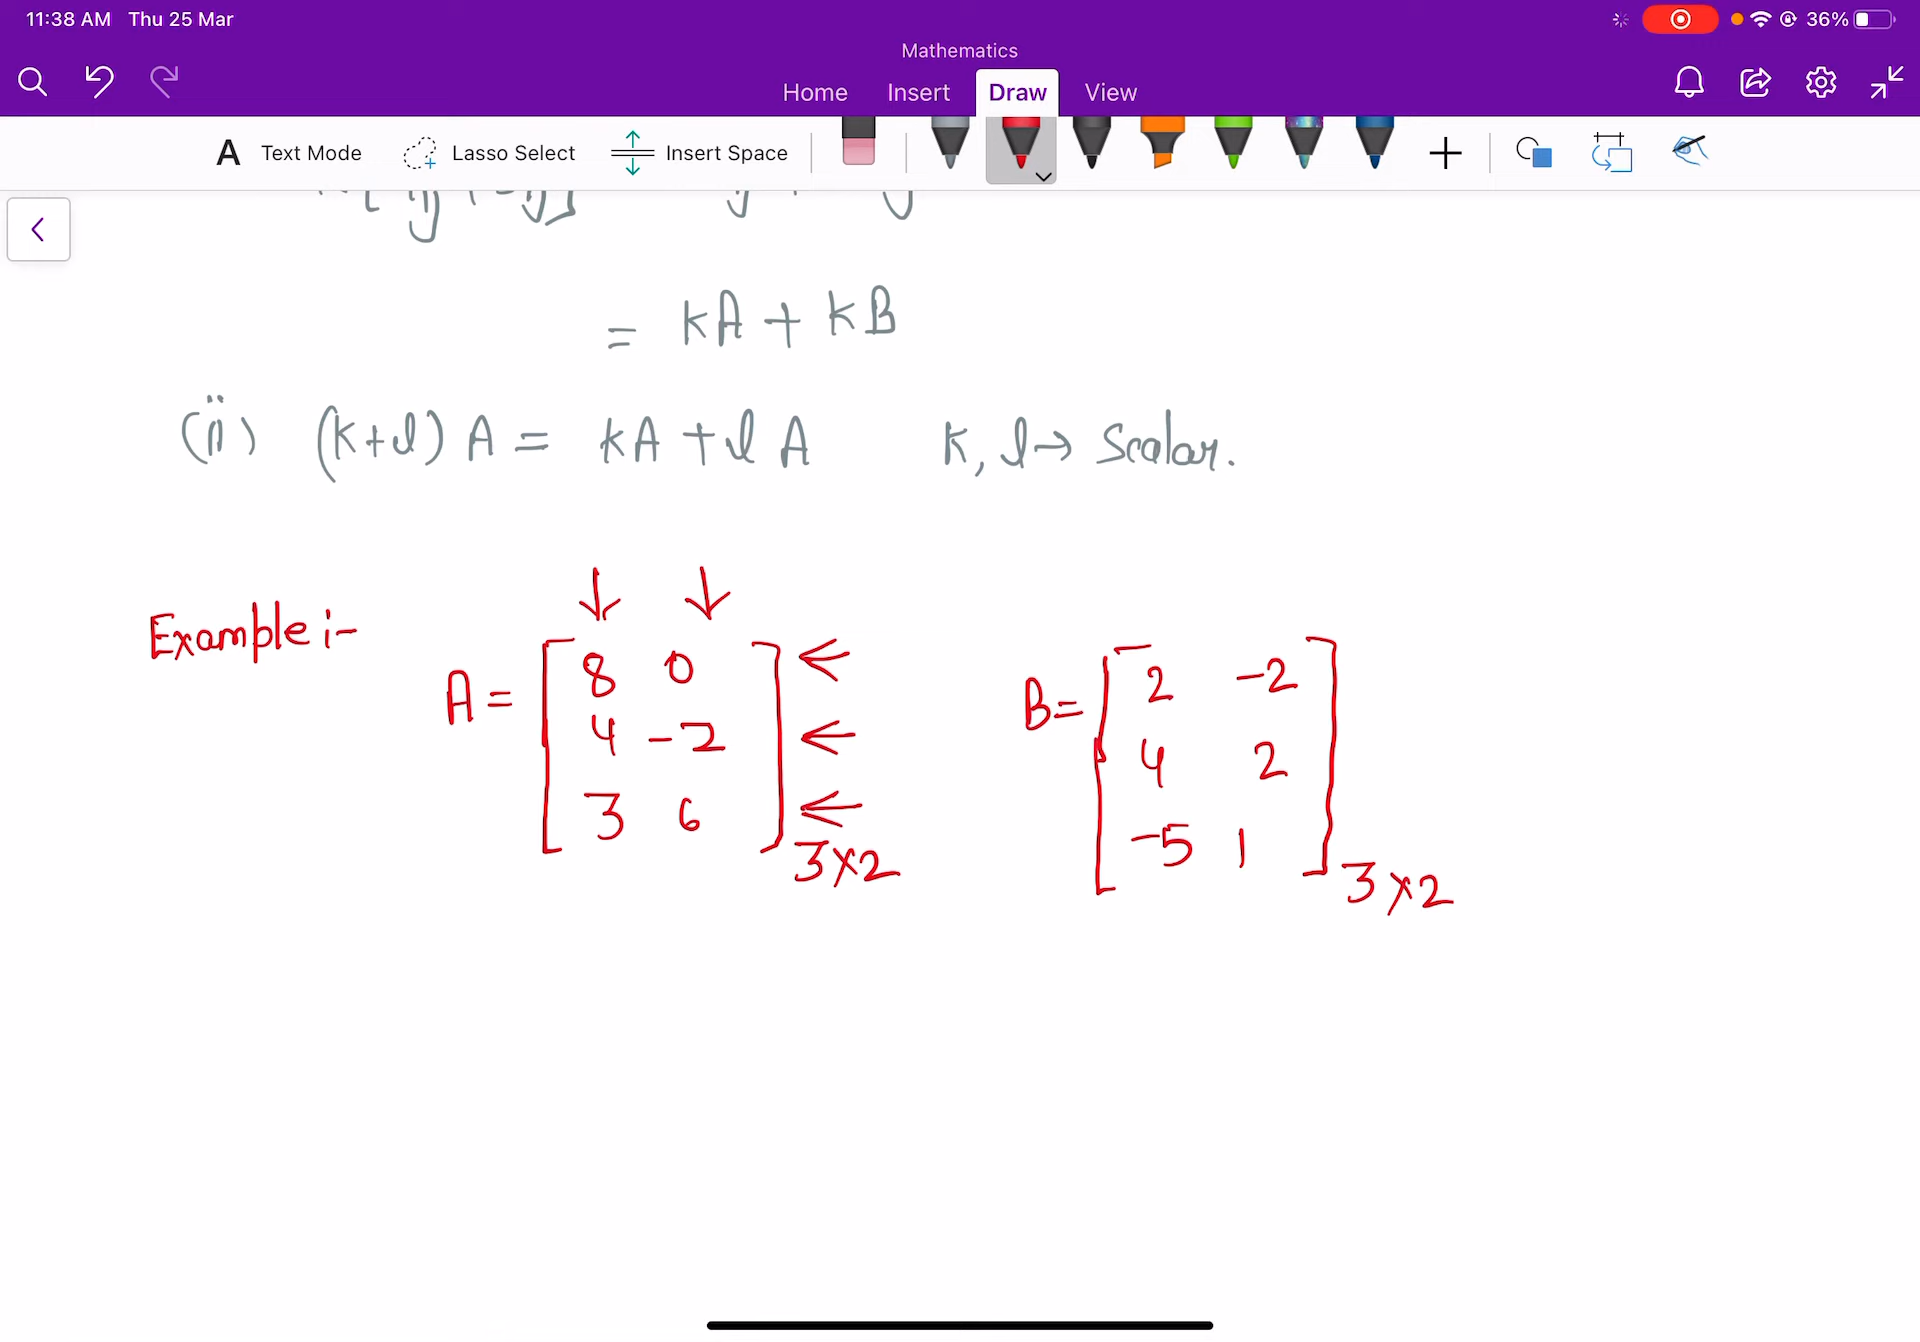 11:38 AM Thu 25 Mar 36%
Mathematics
Home Insert Draw View
A Text Mode Lasso Select Insert Space
= kA + kB
(ii) (k+l) A = kA + l A K, l → Scalar.
Example :-
A = [ 8 0
4 -2
3 6 ] 3×2
B = [ 2 -2
4 2
-5 1 ] 3×2